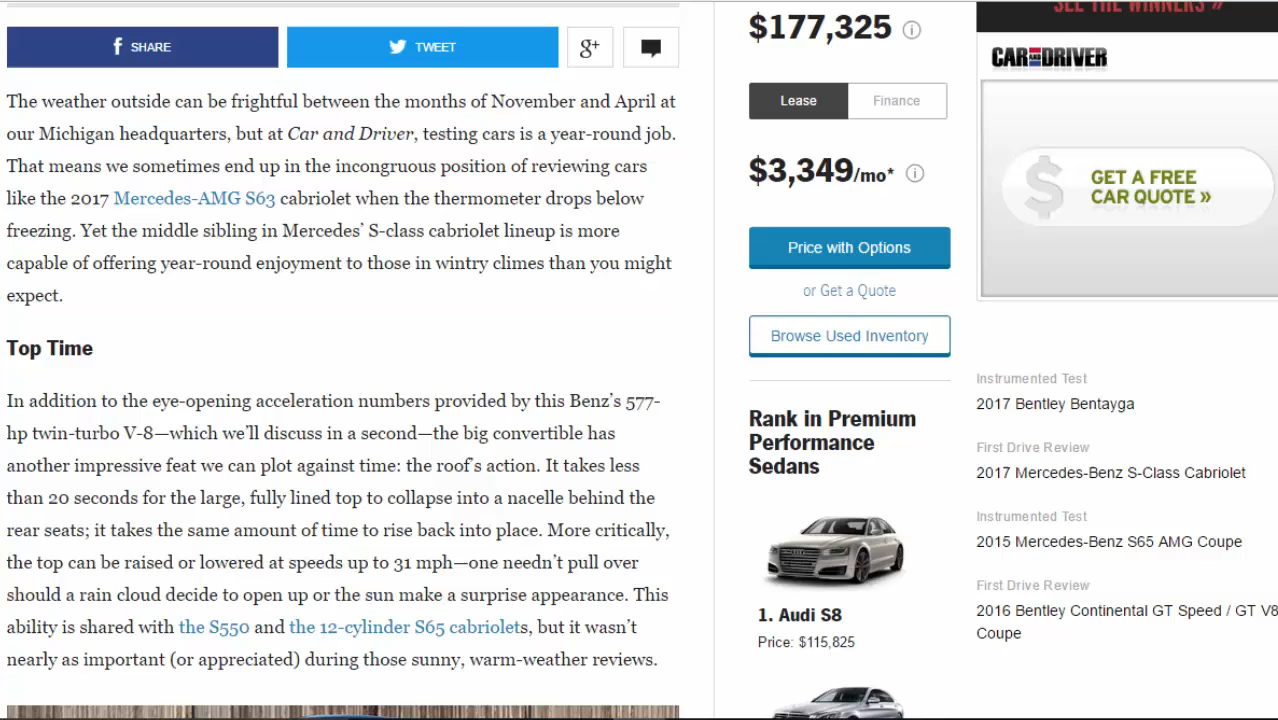 SHARE
TWEET
g+
The weather outside can be frightful between the months of November and April at
our Michigan headquarters, but at Car and Driver, testing cars is a year-round job.
That means we sometimes end up in the incongruous position of reviewing cars
like the 2017 Mercedes-AMG S63 cabriolet when the thermometer drops below
freezing. Yet the middle sibling in Mercedes’ S-class cabriolet lineup is more
capable of offering year-round enjoyment to those in wintry climes than you might
expect.
Top Time
In addition to the eye-opening acceleration numbers provided by this Benz’s 577-
hp twin-turbo V-8—which we’ll discuss in a second—the big convertible has
another impressive feat we can plot against time: the roof’s action. It takes less
than 20 seconds for the large, fully lined top to collapse into a nacelle behind the
rear seats; it takes the same amount of time to rise back into place. More critically,
the top can be raised or lowered at speeds up to 31 mph—one needn’t pull over
should a rain cloud decide to open up or the sun make a surprise appearance. This
ability is shared with the S550 and the 12-cylinder S65 cabriolets, but it wasn’t
nearly as important (or appreciated) during those sunny, warm-weather reviews.
$177,325
Lease
Finance
$3,349/mo*
Price with Options
or Get a Quote
Browse Used Inventory
Rank in Premium
Performance
Sedans
1. Audi S8
Price: $115,825
SEE THE WINNERS »
CAR AND DRIVER
GET A FREE
CAR QUOTE »
Instrumented Test
2017 Bentley Bentayga
First Drive Review
2017 Mercedes-Benz S-Class Cabriolet
Instrumented Test
2015 Mercedes-Benz S65 AMG Coupe
First Drive Review
2016 Bentley Continental GT Speed / GT V8
Coupe